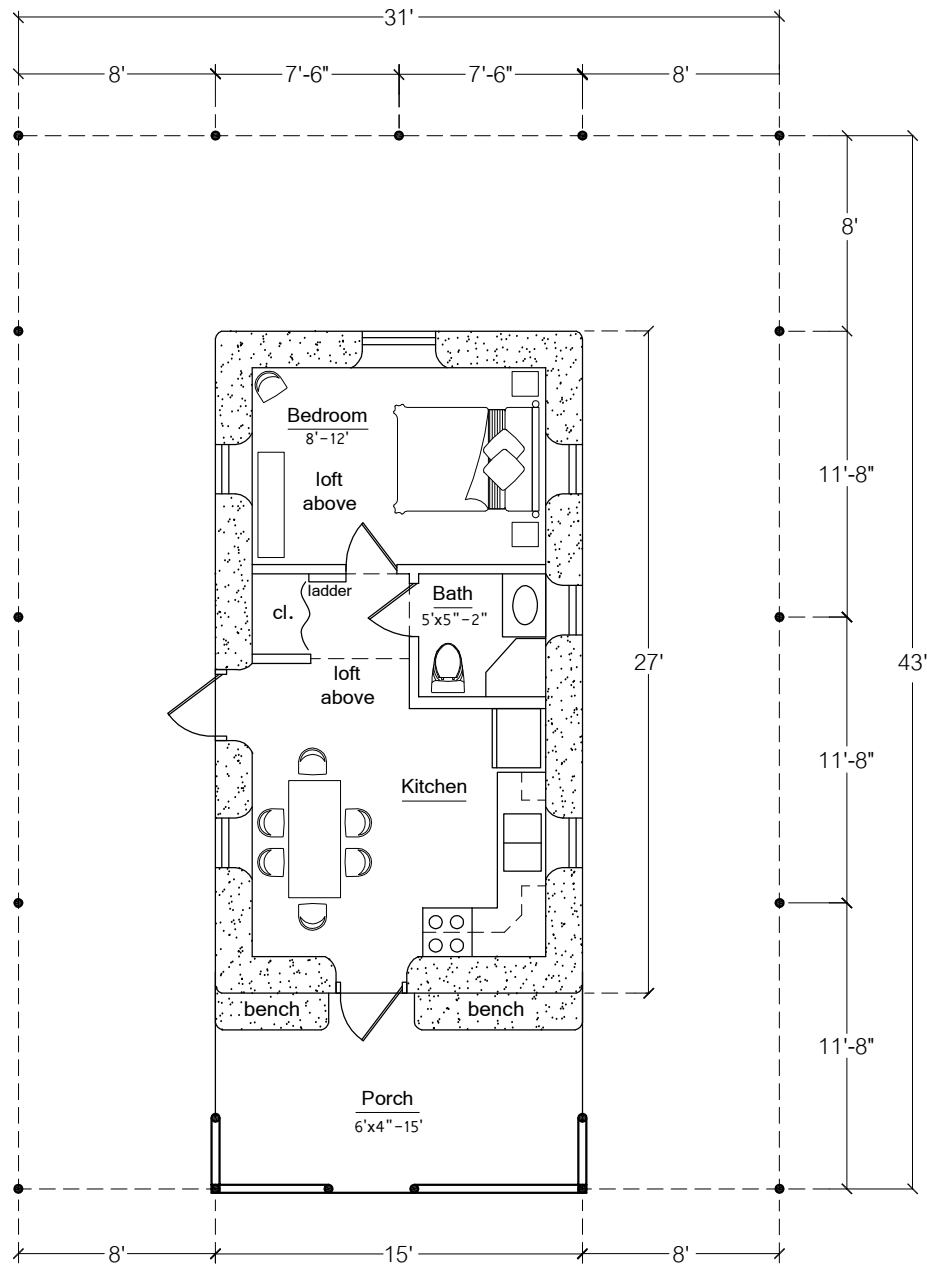 31'
8' 7'-6" 7'-6" 8'
8'
Bedroom
8'-12'
11'-8"
loft
above
ladder
Bath
cl.
5'x5"-2"
27'
43'
loft
above
11'-8"
Kitchen
bench
bench
11'-8"
Porch
6'x4"-15'
8' 15' 8'